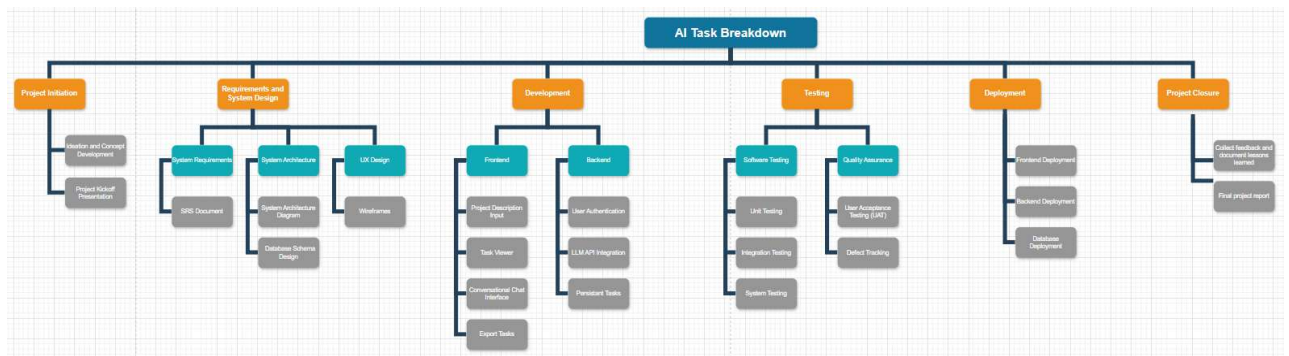 AI Task Breakdown
Project Initiation
Requirements and
System Design
Development
Testing
Deployment
Project Closure
Ideation and Concept
Development
Project Kickoff
Presentation
System Requirements
System Architecture
UX Design
SRS Document
System Architecture
Diagram
Database Schema
Design
Wireframes
Frontend
Backend
Project Description
Input
Task Viewer
Conversational Chat
Interface
Export Tasks
User Authentication
LLM API Integration
Persistant Tasks
Software Testing
Quality Assurance
Unit Testing
Integration Testing
System Testing
User Acceptance
Testing (UAT)
Defect Tracking
Frontend Deployment
Backend Deployment
Database
Deployment
Collect feedback and
document lessons
learned
Final project report